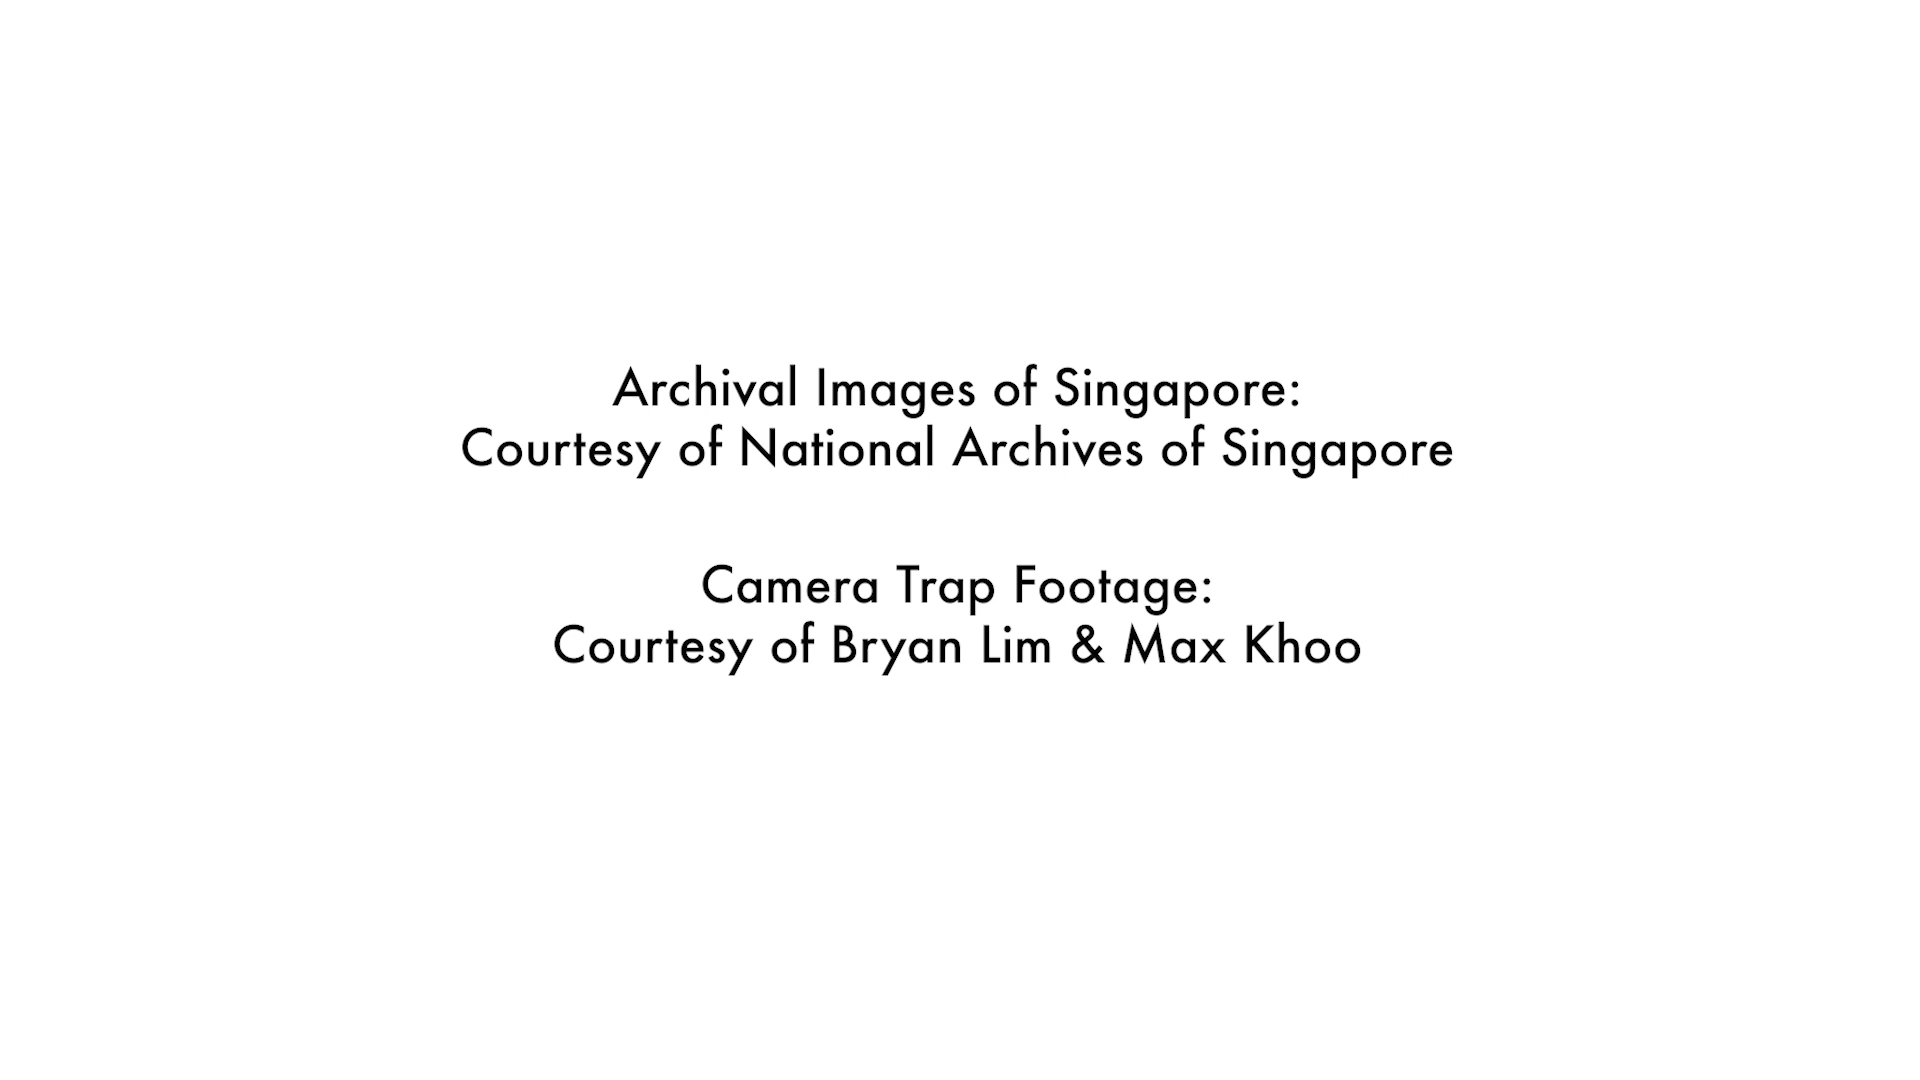 Archival Images of Singapore:
Courtesy of National Archives of Singapore
Camera Trap Footage:
Courtesy of Bryan Lim & Max Khoo